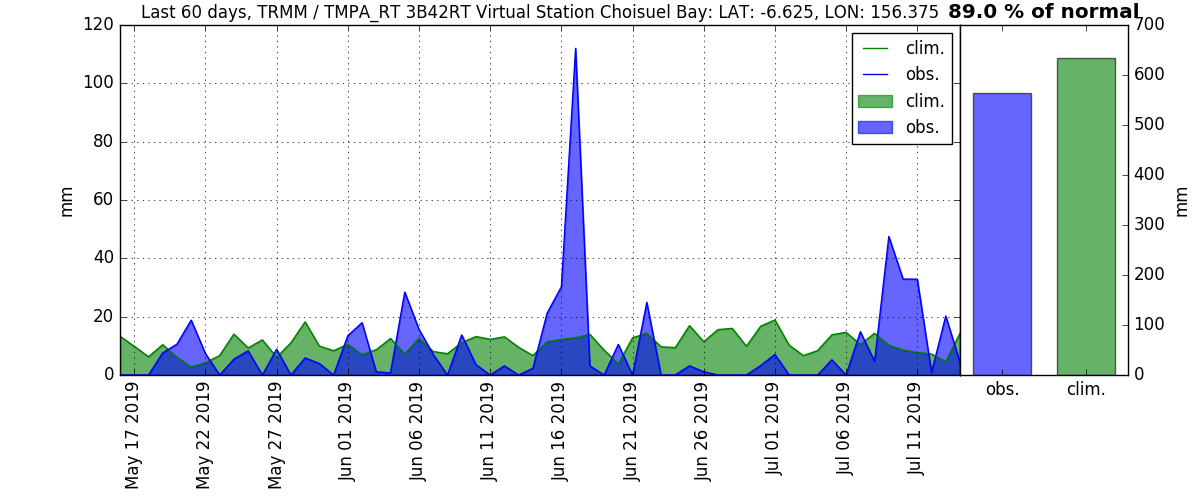 Last 60 days, TRMM / TMPA_RT 3B42RT Virtual Station Choisuel Bay: LAT: -6.625, LON: 156.375 89.0 % of normal
120
100
80
60
40
20
0
mm
clim.
obs.
clim.
obs.
May 17 2019
May 22 2019
May 27 2019
Jun 01 2019
Jun 06 2019
Jun 11 2019
Jun 16 2019
Jun 21 2019
Jun 26 2019
Jul 01 2019
Jul 06 2019
Jul 11 2019
700
600
500
400
300
200
100
0
mm
obs.
clim.